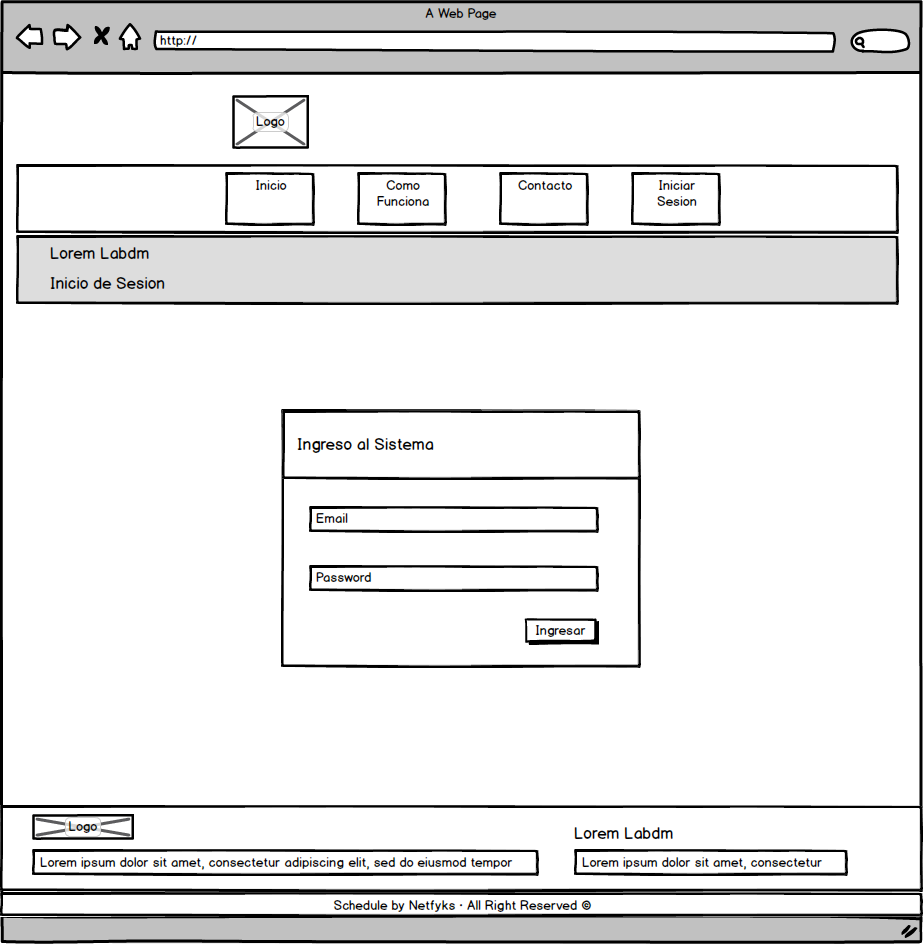 A Web Page
http://
Logo
Inicio
Como
Funciona
Contacto
Iniciar
Sesion
Lorem Labdm
Inicio de Sesion
Ingreso al Sistema
Email
Password
Ingresar
Logo
Lorem ipsum dolor sit amet, consectetur adipiscing elit, sed do eiusmod tempor
Lorem Labdm
Lorem ipsum dolor sit amet, consectetur
Schedule by Netfyks · All Right Reserved ©